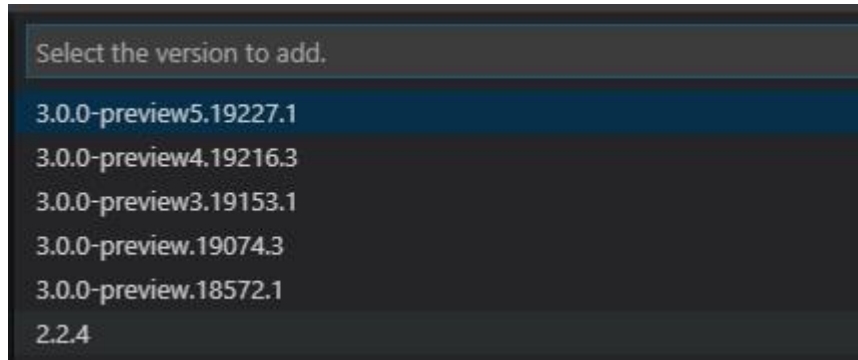 Select the version to add.
3.0.0-preview5.19227.1
3.0.0-preview4.19216.3
3.0.0-preview3.19153.1
3.0.0-preview.19074.3
3.0.0-preview.18572.1
2.2.4